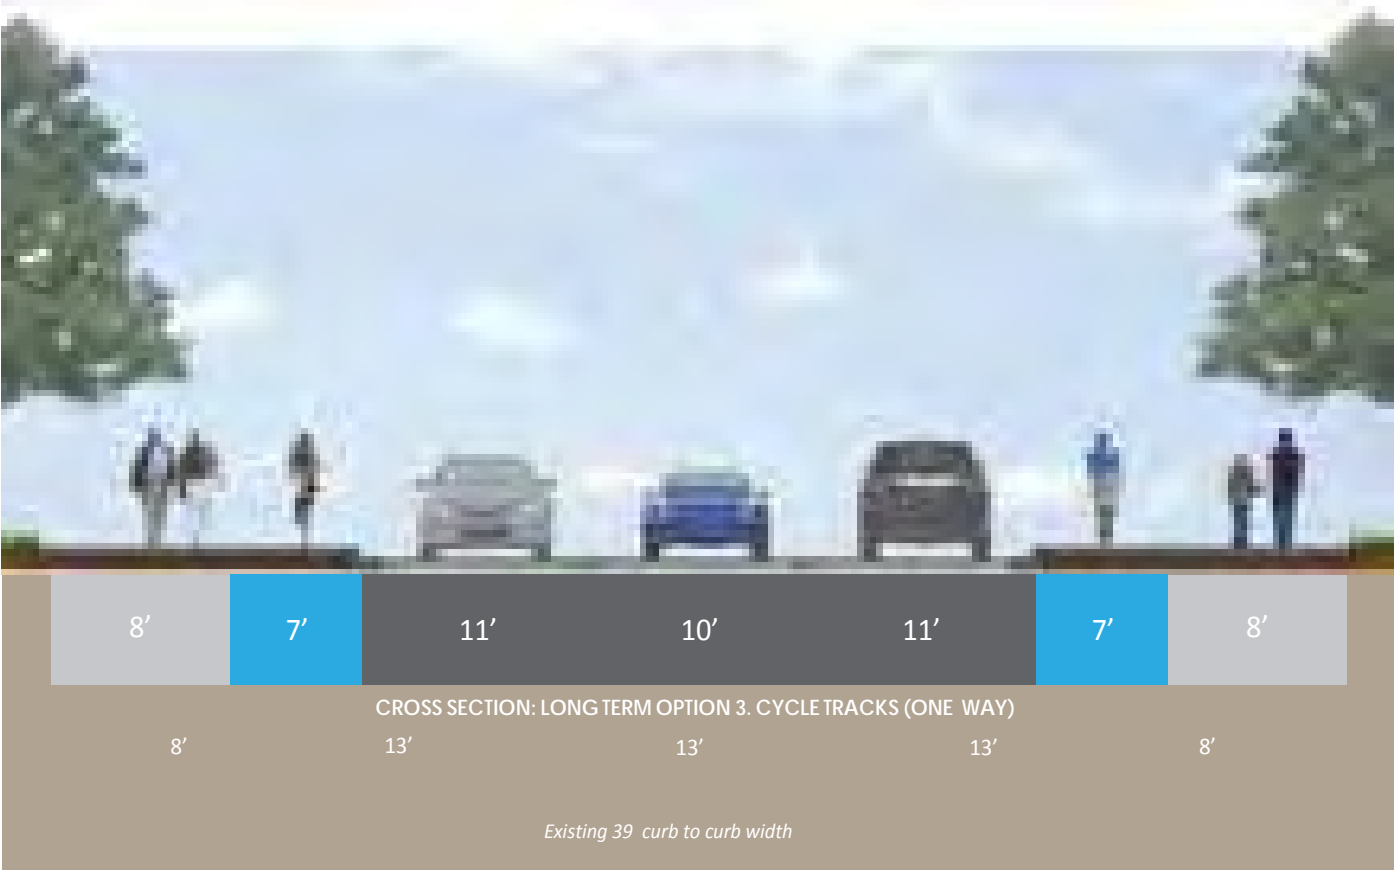 8’ 7’ 11’ 10’ 11’ 7’ 8’
CROSS SECTION: LONG TERM OPTION 3. CYCLE TRACKS (ONE WAY)
8’ 13’ 13’ 13’ 8’
Existing 39 curb to curb width